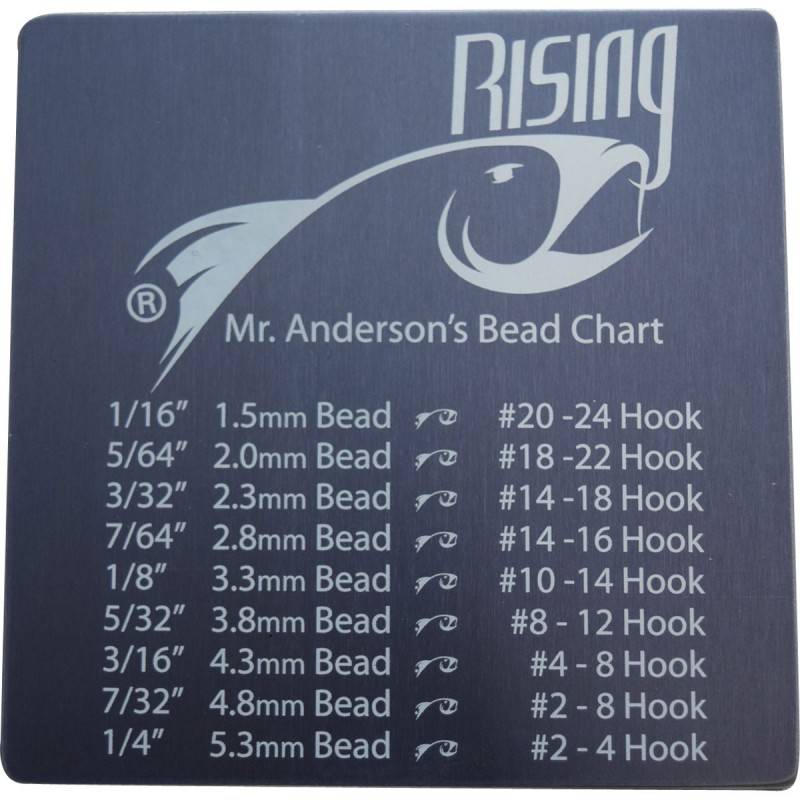 Rising
®
Mr. Anderson's Bead Chart
1/16" 1.5mm Bead #20 -24 Hook
5/64" 2.0mm Bead #18 -22 Hook
3/32" 2.3mm Bead #14 -18 Hook
7/64" 2.8mm Bead #14 -16 Hook
1/8" 3.3mm Bead #10 -14 Hook
5/32" 3.8mm Bead #8 - 12 Hook
3/16" 4.3mm Bead #4 - 8 Hook
7/32" 4.8mm Bead #2 - 8 Hook
1/4" 5.3mm Bead #2 - 4 Hook